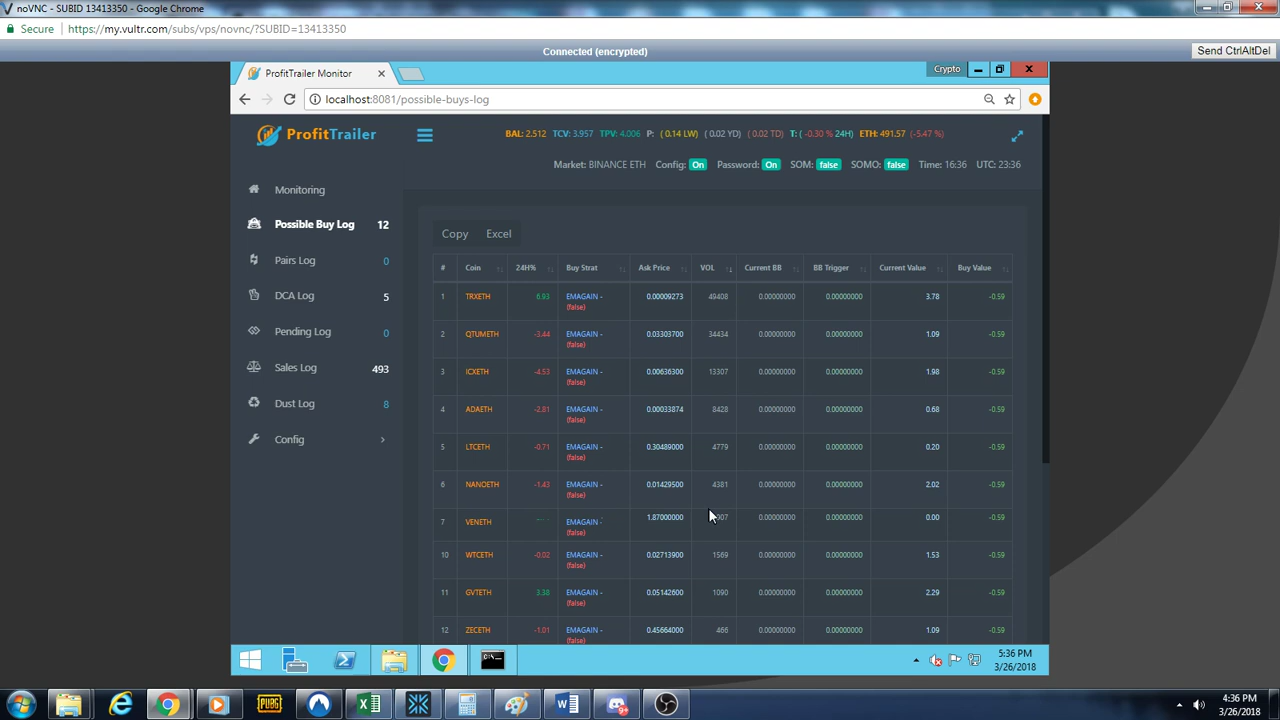 noVNC - SUBID 13413350 - Google Chrome
Secure https://my.vultr.com/subs/vps/novnc/?SUBID=13413350
Connected (encrypted)
Send CtrlAltDel
ProfitTrailer Monitor
Crypto
localhost:8081/possible-buys-log
ProfitTrailer
BAL: 2.512 TCV: 3.957 TPV: 4.006 P: ( 0.14 LW) ( 0.02 YD) ( 0.02 TD) T: ( -0.30 % 24H) ETH: 491.57 (-5.47 %)
Market: BINANCE ETH Config: On Password: On SOM: false SOMO: false Time: 16:36 UTC: 23:36
Monitoring
Possible Buy Log 12
Pairs Log 0
DCA Log 5
Pending Log 0
Sales Log 493
Dust Log 8
Config
Copy Excel
# Coin 24H% Buy Strat Ask Price VOL Current BB BB Trigger Current Value Buy Value
1 TRXETH 6.93 EMAGAIN - (false) 0.00009273 49408 0.00000000 0.00000000 3.78 -0.59
2 QTUMETH -3.44 EMAGAIN - (false) 0.03303700 34434 0.00000000 0.00000000 1.09 -0.59
3 ICXETH -4.53 EMAGAIN - (false) 0.00636300 13307 0.00000000 0.00000000 1.98 -0.59
4 ADAETH -2.81 EMAGAIN - (false) 0.00033874 8428 0.00000000 0.00000000 0.68 -0.59
5 LTCETH -0.71 EMAGAIN - (false) 0.30489000 4779 0.00000000 0.00000000 0.20 -0.59
6 NANOETH -1.43 EMAGAIN - (false) 0.01429500 4381 0.00000000 0.00000000 2.02 -0.59
7 VENETH EMAGAIN - (false) 1.87000000 0.00000000 0.00000000 0.00 -0.59
10 WTCETH -0.02 EMAGAIN - (false) 0.02713900 1569 0.00000000 0.00000000 1.53 -0.59
11 GVTETH 3.38 EMAGAIN - (false) 0.05142600 1090 0.00000000 0.00000000 2.29 -0.59
12 ZECETH -1.01 EMAGAIN - (false) 0.45664000 466 0.00000000 0.00000000 1.09 -0.59
5:36 PM
3/26/2018
PUBG
4:36 PM
3/26/2018